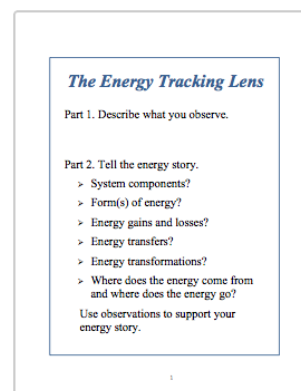 The Energy Tracking Lens
Part 1. Describe what you observe.
Part 2. Tell the energy story.
➢ System components?
➢ Form(s) of energy?
➢ Energy gains and losses?
➢ Energy transfers?
➢ Energy transformations?
➢ Where does the energy come from
and where does the energy go?
Use observations to support your
energy story.
1